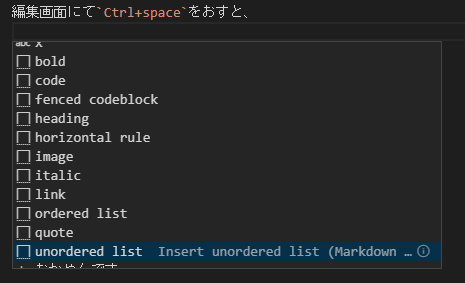 編集画面にて`Ctrl+space`をおすと、
abc X
bold
code
fenced codeblock
heading
horizontal rule
image
italic
link
ordered list
quote
unordered list Insert unordered list (Markdown …